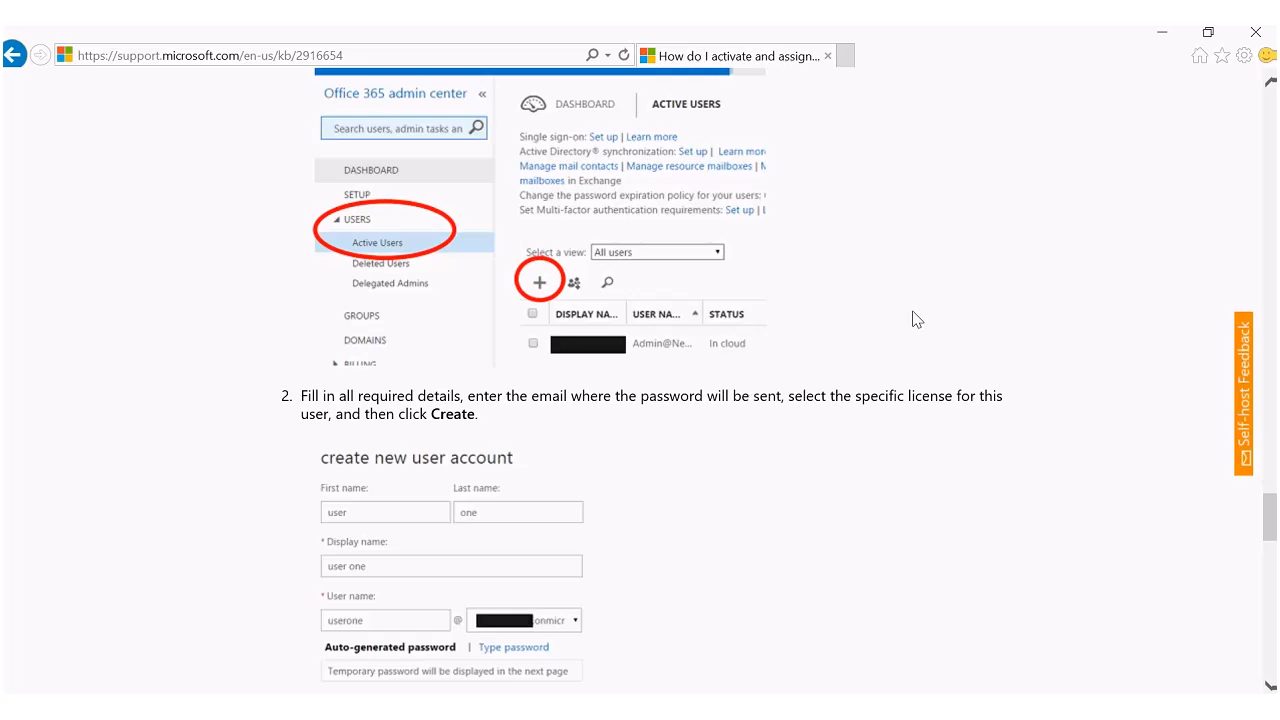 https://support.microsoft.com/en-us/kb/2916654
How do I activate and assign...
Office 365 admin center «
Search users, admin tasks an
DASHBOARD
SETUP
USERS
Active Users
Deleted Users
Delegated Admins
GROUPS
DOMAINS
BILLING
DASHBOARD
ACTIVE USERS
Single sign-on: Set up | Learn more
Active Directory® synchronization: Set up | Learn mor
Manage mail contacts | Manage resource mailboxes |
mailboxes in Exchange
Change the password expiration policy for your users:
Set Multi-factor authentication requirements: Set up |
Select a view: All users
DISPLAY NA... USER NA... STATUS
Admin@Ne... In cloud
2. Fill in all required details, enter the email where the password will be sent, select the specific license for this
user, and then click Create.
create new user account
First name: Last name:
user one
* Display name:
user one
* User name:
userone @ onmicr
Auto-generated password | Type password
Temporary password will be displayed in the next page
Self-host Feedback